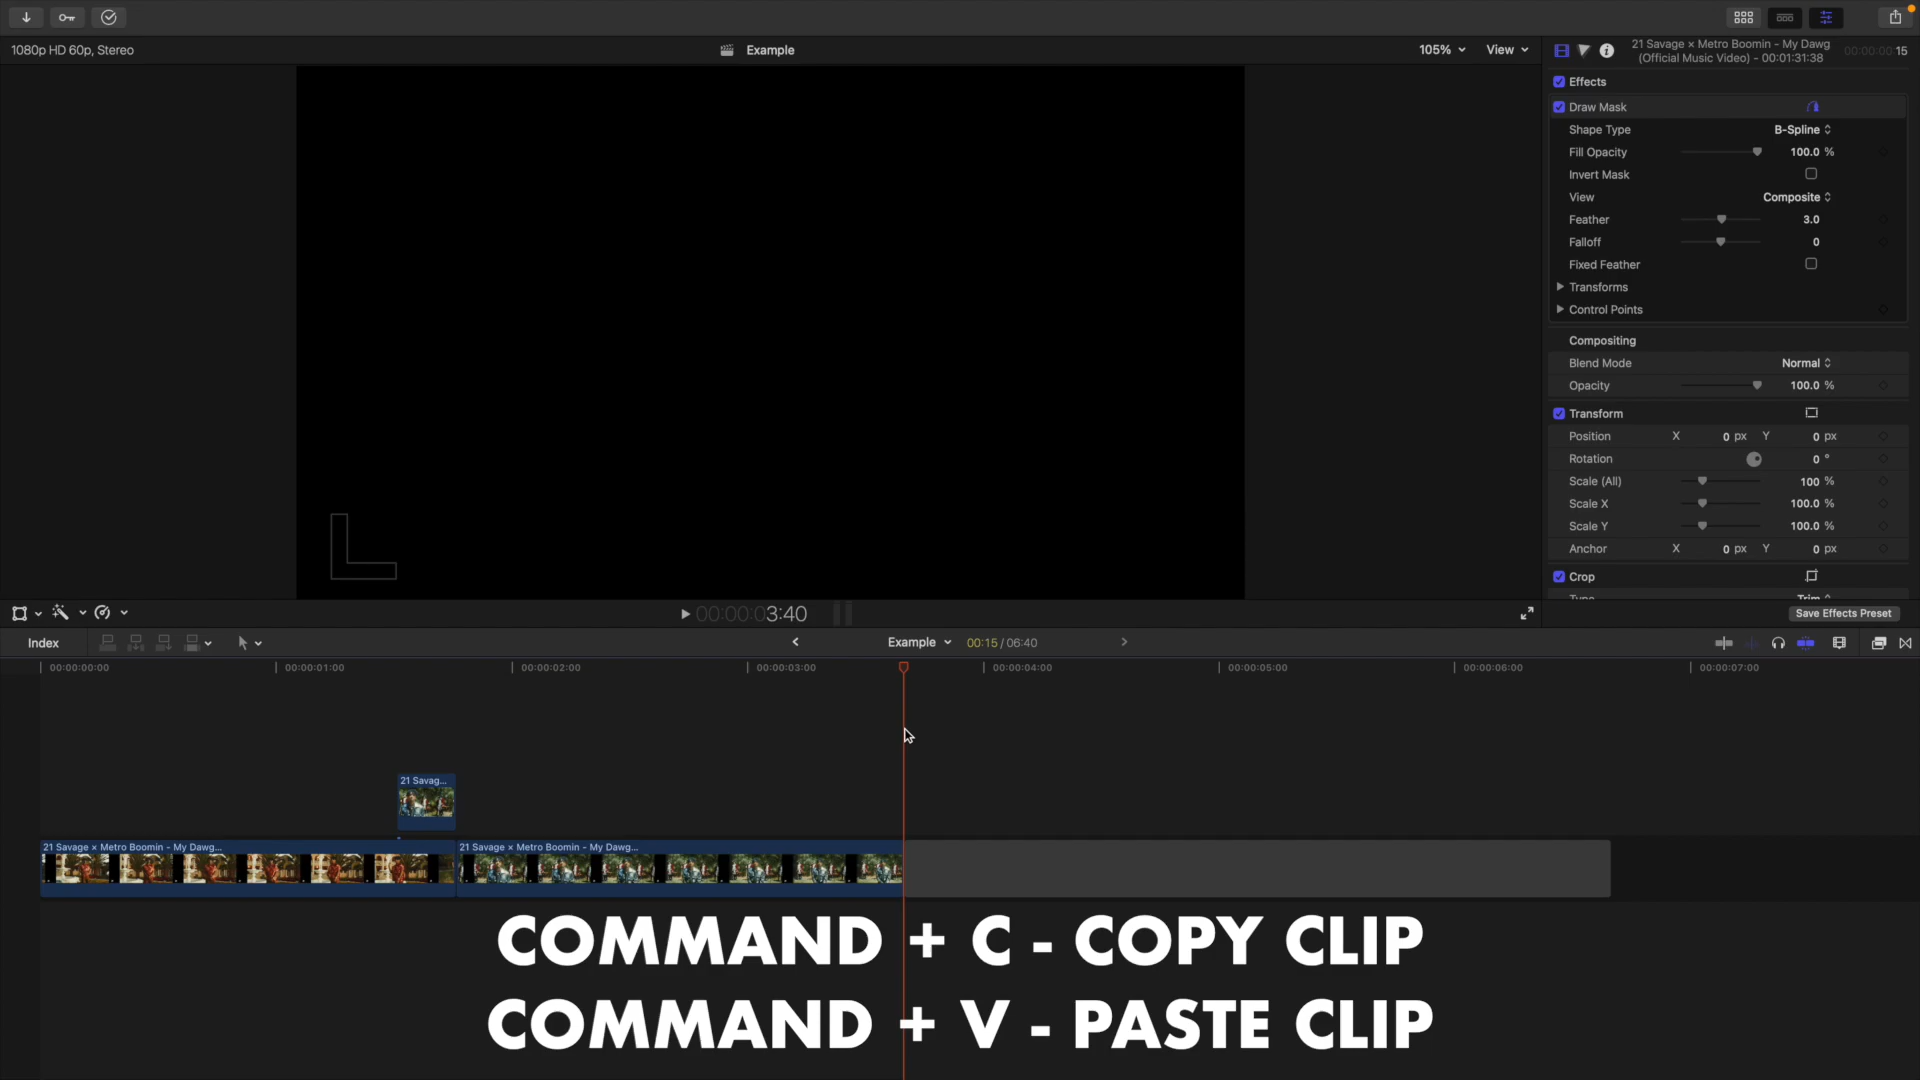 1080p HD 60p, Stereo
Example
105%
View
21 Savage × Metro Boomin - My Dawg
(Official Music Video) - 00:01:31:38
00:00:00:15
Effects
Draw Mask
Shape Type
B-Spline
Fill Opacity
100.0 %
Invert Mask
View
Composite
Feather
3.0
Falloff
0
Fixed Feather
Transforms
Control Points
Compositing
Blend Mode
Normal
Opacity
100.0 %
Transform
Position
X 0 px Y 0 px
Rotation
0 °
Scale (All)
100 %
Scale X
100.0 %
Scale Y
100.0 %
Anchor
X 0 px Y 0 px
Crop
Type
Trim
Save Effects Preset
00:00:03:40
Index
Example
00:15 / 06:40
00:00:00:00
00:00:01:00
00:00:02:00
00:00:03:00
00:00:04:00
00:00:05:00
00:00:06:00
00:00:07:00
21 Savag...
21 Savage × Metro Boomin - My Dawg...
21 Savage × Metro Boomin - My Dawg...
COMMAND + C - COPY CLIP
COMMAND + V - PASTE CLIP